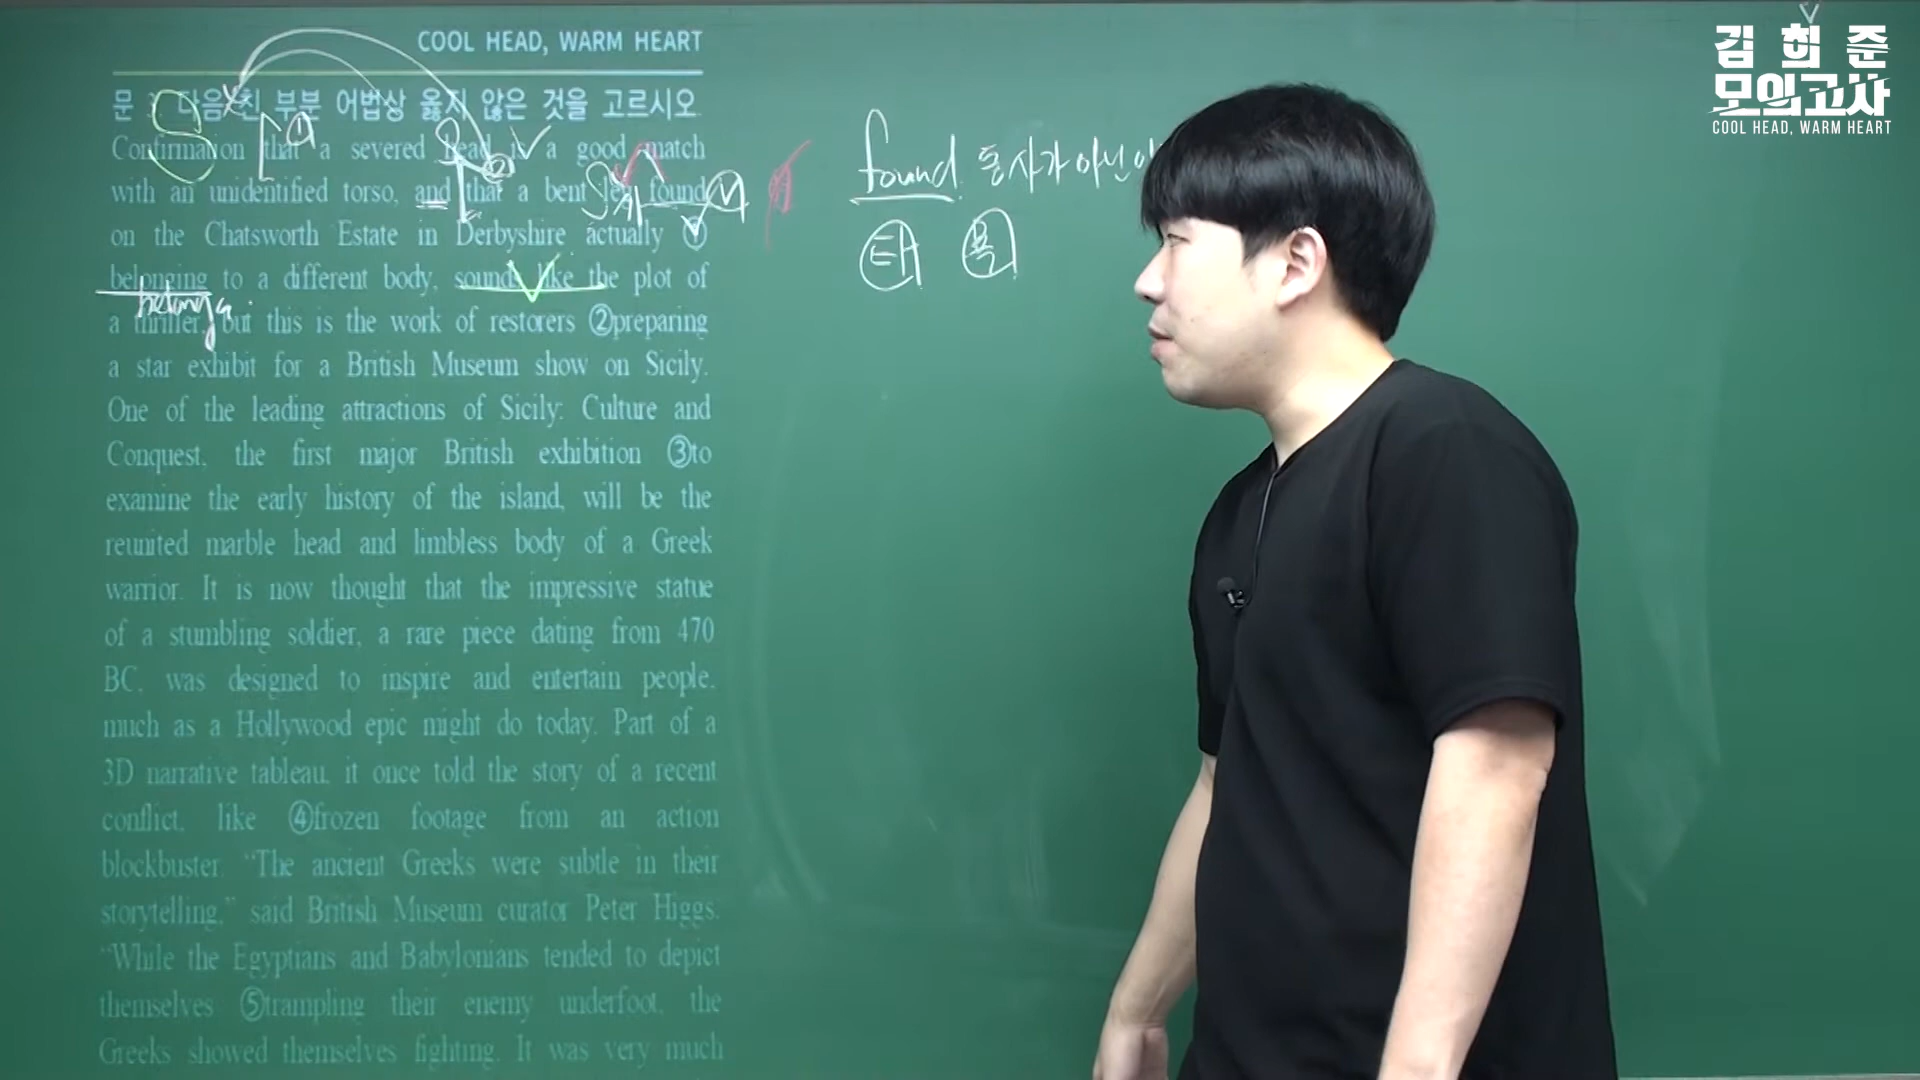 COOL HEAD, WARM HEART
다음 친 부분 어법상 옳지 않은 것을 고르시오.
Confirmation that a severed head is a good match
with an unidentified torso, and that a bent leg found
on the Chatsworth Estate in Derbyshire actually ①
belonging to a different body, sounds like the plot of
belongs
a thriller, but this is the work of restorers ②preparing
a star exhibit for a British Museum show on Sicily.
One of the leading attractions of Sicily: Culture and
Conquest, the first major British exhibition ③to
examine the early history of the island, will be the
reunited marble head and limbless body of a Greek
warrior. It is now thought that the impressive statue
of a stumbling soldier, a rare piece dating from 470
BC, was designed to inspire and entertain people,
much as a Hollywood epic might do today. Part of a
3D narrative tableau, it once told the story of a recent
conflict, like ④frozen footage from an action
blockbuster. “The ancient Greeks were subtle in their
storytelling,” said British Museum curator Peter Higgs.
“While the Egyptians and Babylonians tended to depict
themselves ⑤trampling their enemy underfoot, the
Greeks showed themselves fighting. It was very much
found 동사가 아닌
태
김희준
모의고사
COOL HEAD, WARM HEART